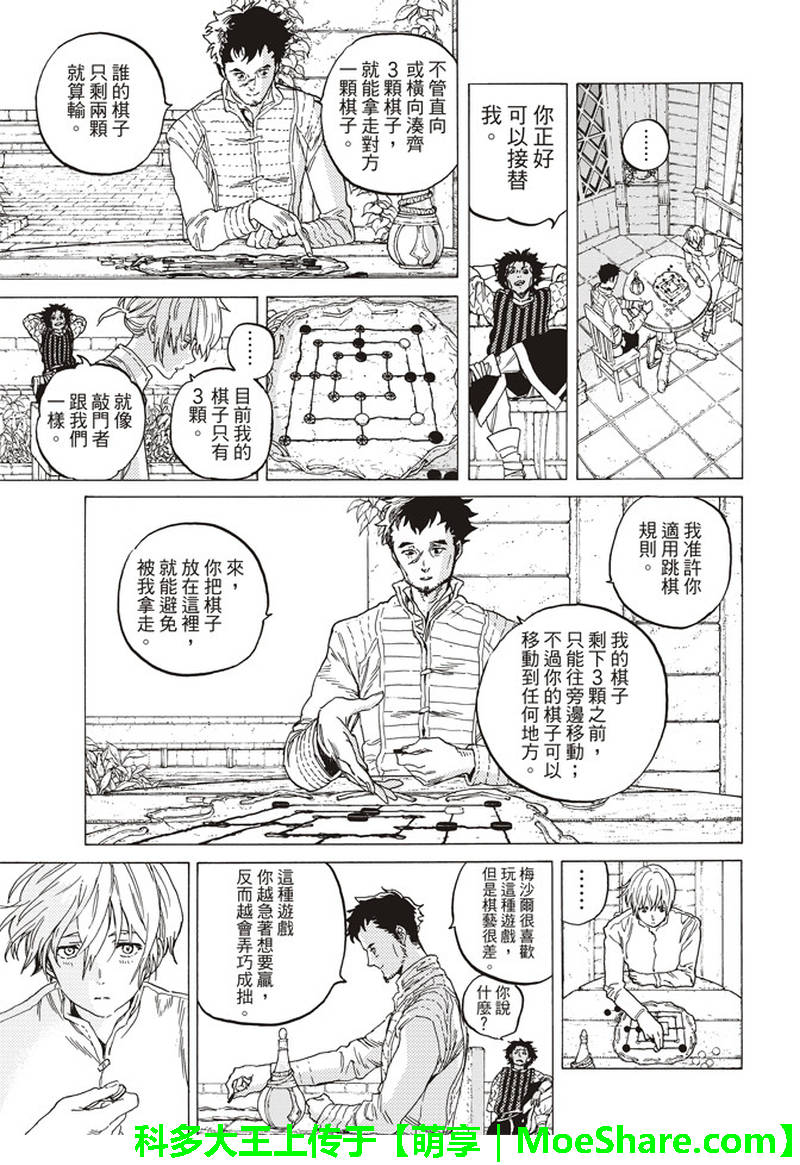 ……
你正好
可以接替
我。
不管直向
或橫向湊齊
3顆棋子，
就能拿走對方
一顆棋子。
誰的棋子
只剩兩顆
就算輸。
……
目前我的
棋子只有
3顆。
就像
敲門者
跟我們
一樣。
我准許你
適用跳棋
規則。
我的棋子
剩下3顆之前，
只能往旁邊移動；
不過你的棋子可以
移動到任何地方。
來，
你把棋子
放在這裡，
就能避免
被我拿走。
……
梅沙爾很喜歡
玩這種遊戲，
但是棋藝很差。
你說
什麼？
這種遊戲
你越急著想要贏，
反而越會弄巧成拙。
科多大王上传于【萌享】|MoeShare.com】